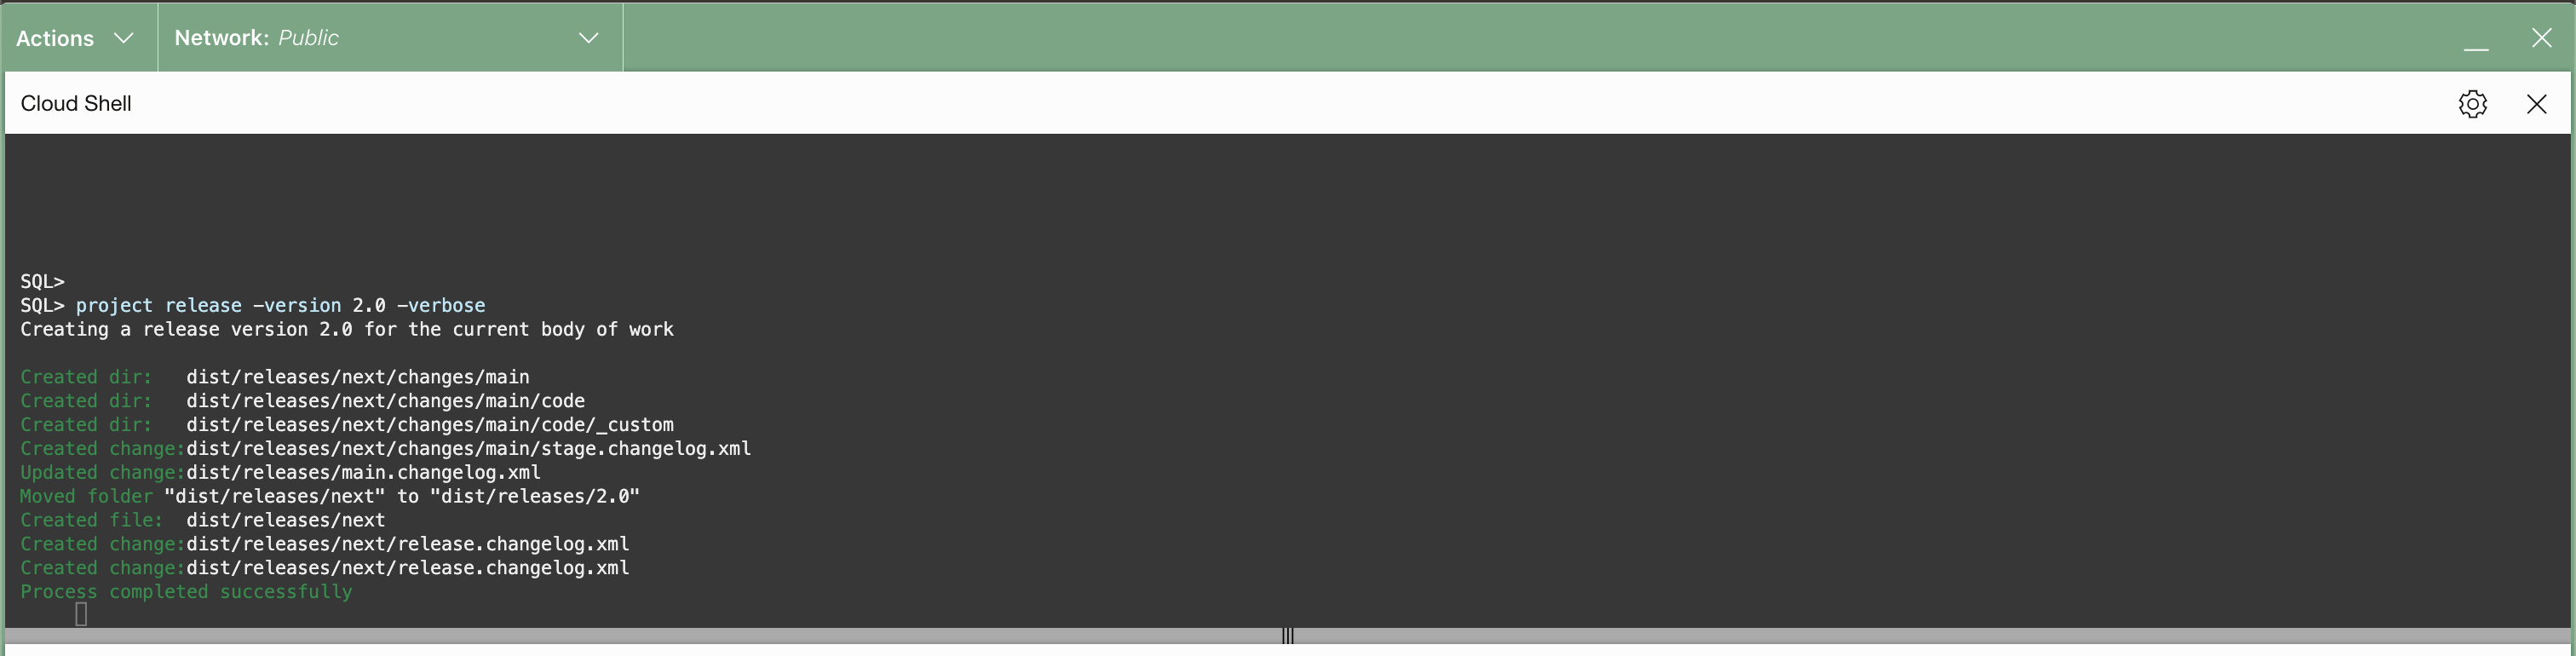 Actions
Network: Public
Cloud Shell
SQL>
SQL> project release -version 2.0 -verbose
Creating a release version 2.0 for the current body of work
Created dir:   dist/releases/next/changes/main
Created dir:   dist/releases/next/changes/main/code
Created dir:   dist/releases/next/changes/main/code/_custom
Created change:dist/releases/next/changes/main/stage.changelog.xml
Updated change:dist/releases/main.changelog.xml
Moved folder "dist/releases/next" to "dist/releases/2.0"
Created file:  dist/releases/next
Created change:dist/releases/next/release.changelog.xml
Created change:dist/releases/next/release.changelog.xml
Process completed successfully